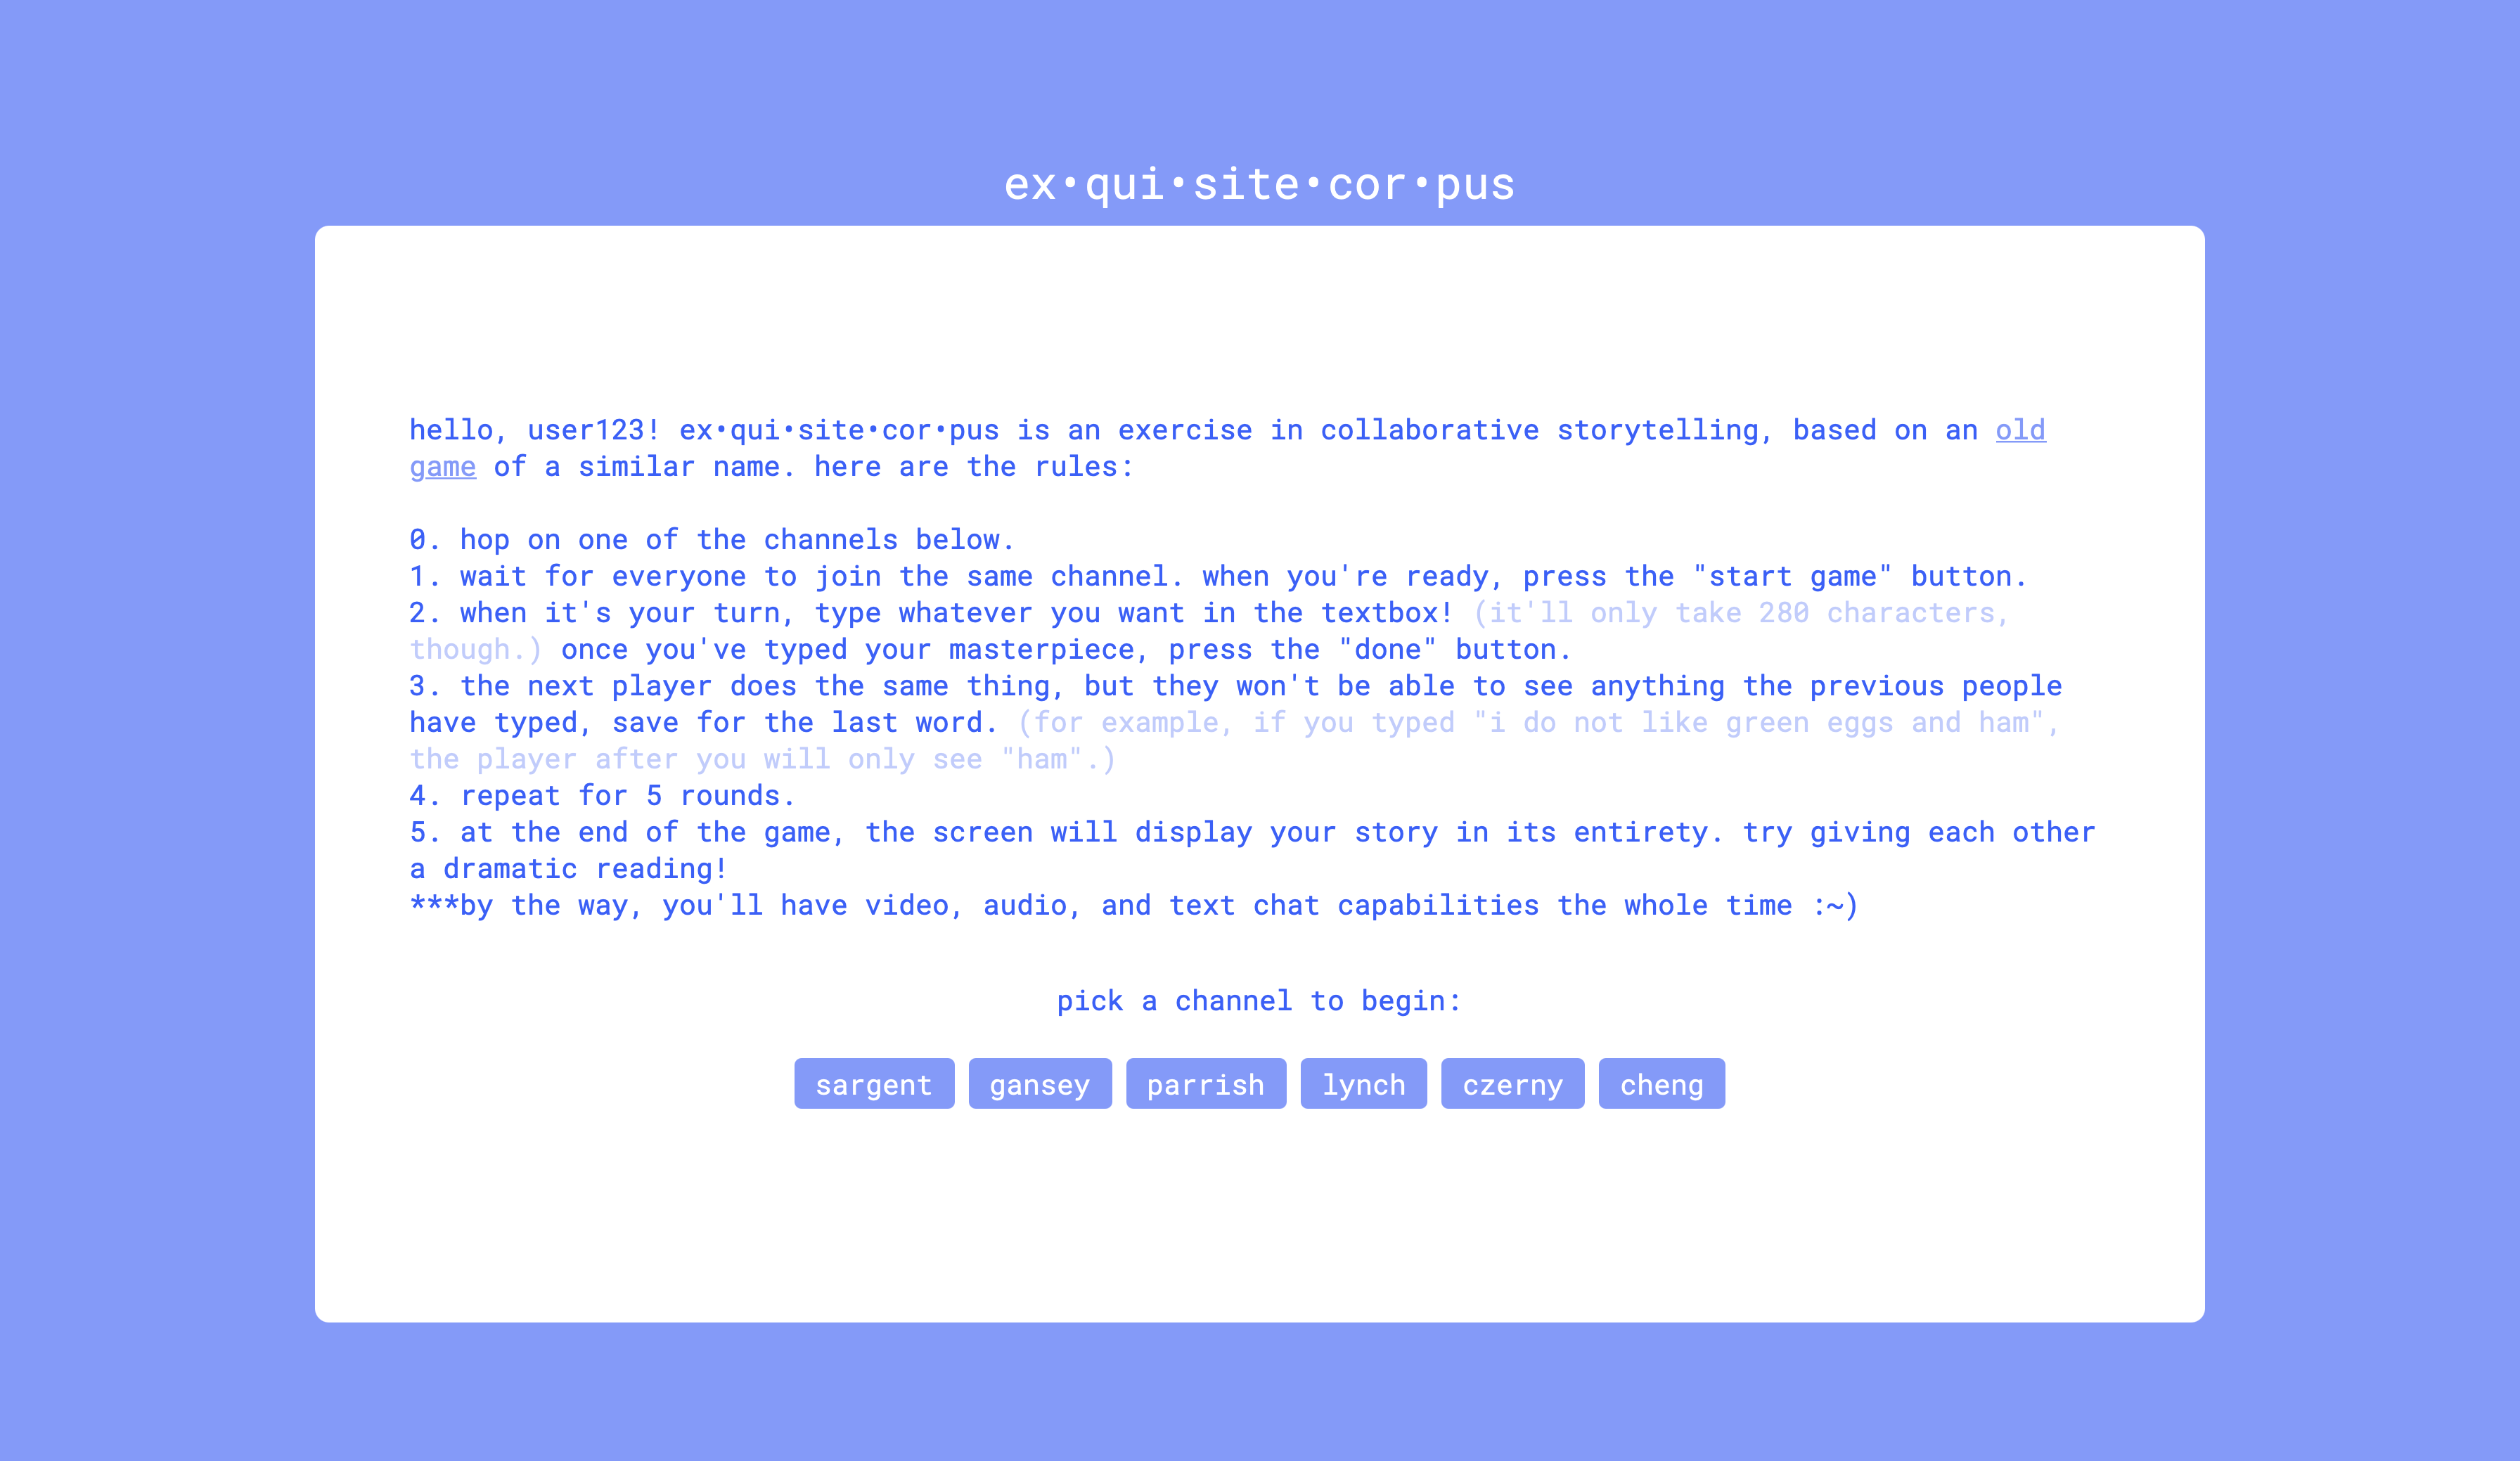 ex•qui•site•cor•pus
hello, user123! ex•qui•site•cor•pus is an exercise in collaborative storytelling, based on an old
game of a similar name. here are the rules:
0. hop on one of the channels below.
1. wait for everyone to join the same channel. when you're ready, press the "start game" button.
2. when it's your turn, type whatever you want in the textbox! (it'll only take 280 characters,
though.) once you've typed your masterpiece, press the "done" button.
3. the next player does the same thing, but they won't be able to see anything the previous people
have typed, save for the last word. (for example, if you typed "i do not like green eggs and ham",
the player after you will only see "ham".)
4. repeat for 5 rounds.
5. at the end of the game, the screen will display your story in its entirety. try giving each other
a dramatic reading!
***by the way, you'll have video, audio, and text chat capabilities the whole time :~)
pick a channel to begin:
sargent gansey parrish lynch czerny cheng